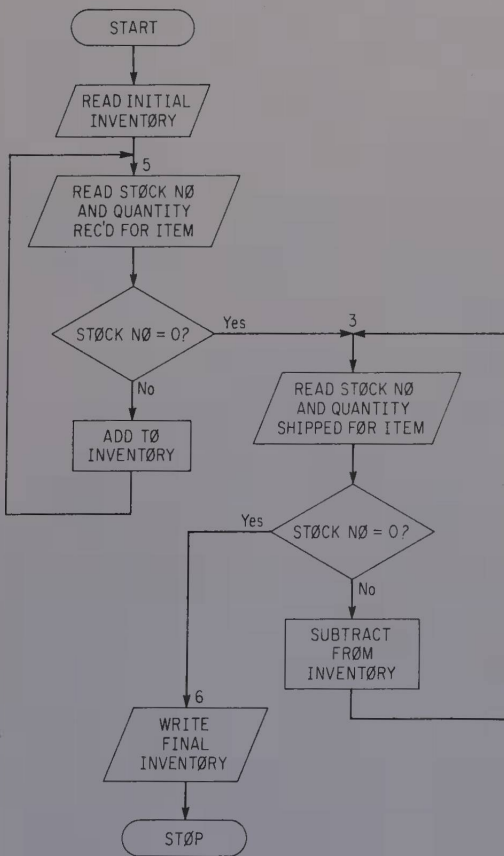 START
READ INITIAL
INVENTØRY
5
READ STØCK NØ
AND QUANTITY
REC'D FOR ITEM
STØCK NØ = 0?
Yes
No
ADD TØ
INVENTØRY
3
READ STØCK NØ
AND QUANTITY
SHIPPED FØR ITEM
STØCK NØ = 0?
Yes
No
SUBTRACT
FRØM
INVENTØRY
6
WRITE
FINAL
INVENTØRY
STØP